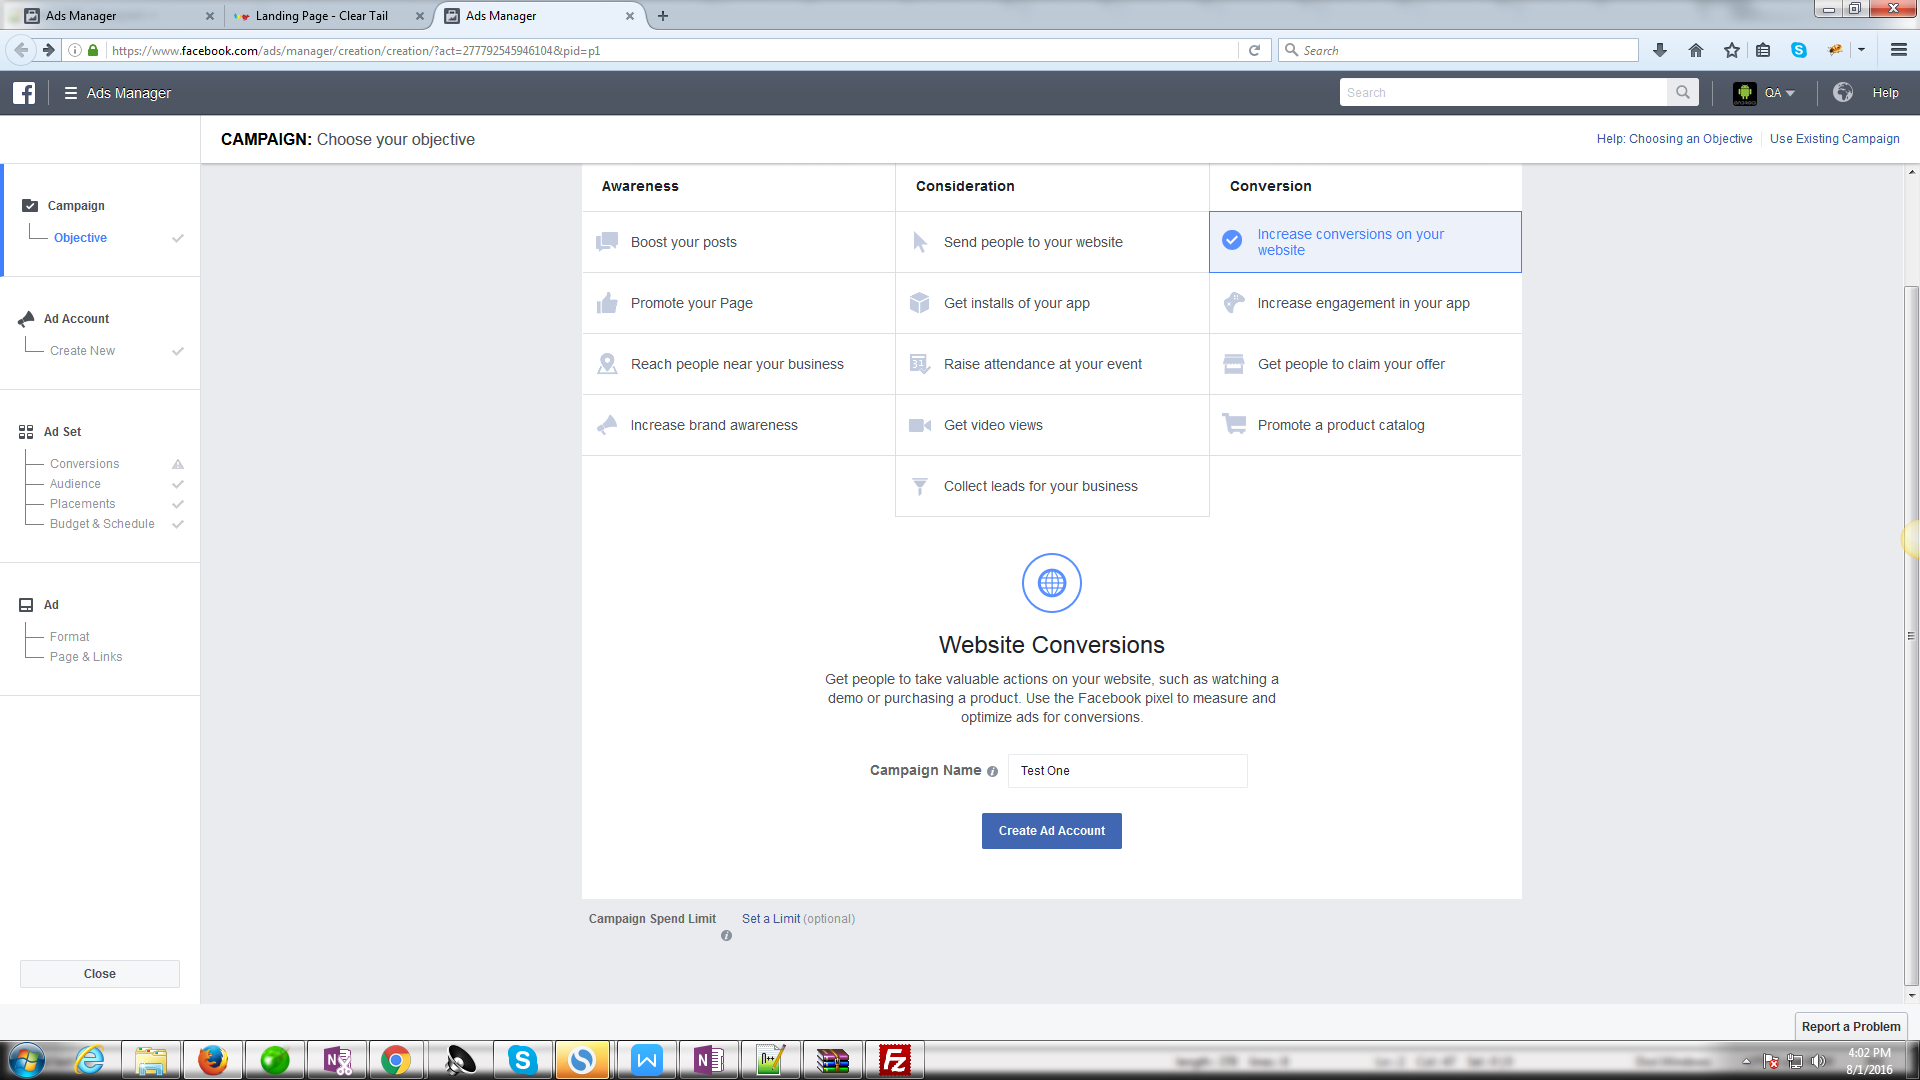 Ads Manager
Landing Page - Clear Tail
Ads Manager
https://www.facebook.com/ads/manager/creation/creation/?act=277792545946104&pid=p1
Search
Ads Manager
Search
QA
Help
CAMPAIGN: Choose your objective
Help: Choosing an Objective
Use Existing Campaign
Campaign
Objective
Ad Account
Create New
Ad Set
Conversions
Audience
Placements
Budget & Schedule
Ad
Format
Page & Links
Close
Awareness
Consideration
Conversion
Boost your posts
Send people to your website
Increase conversions on your
website
Promote your Page
Get installs of your app
Increase engagement in your app
Reach people near your business
Raise attendance at your event
Get people to claim your offer
Increase brand awareness
Get video views
Promote a product catalog
Collect leads for your business
Website Conversions
Get people to take valuable actions on your website, such as watching a
demo or purchasing a product. Use the Facebook pixel to measure and
optimize ads for conversions.
Campaign Name
Test One
Create Ad Account
Campaign Spend Limit
Set a Limit (optional)
Report a Problem
4:02 PM
8/1/2016